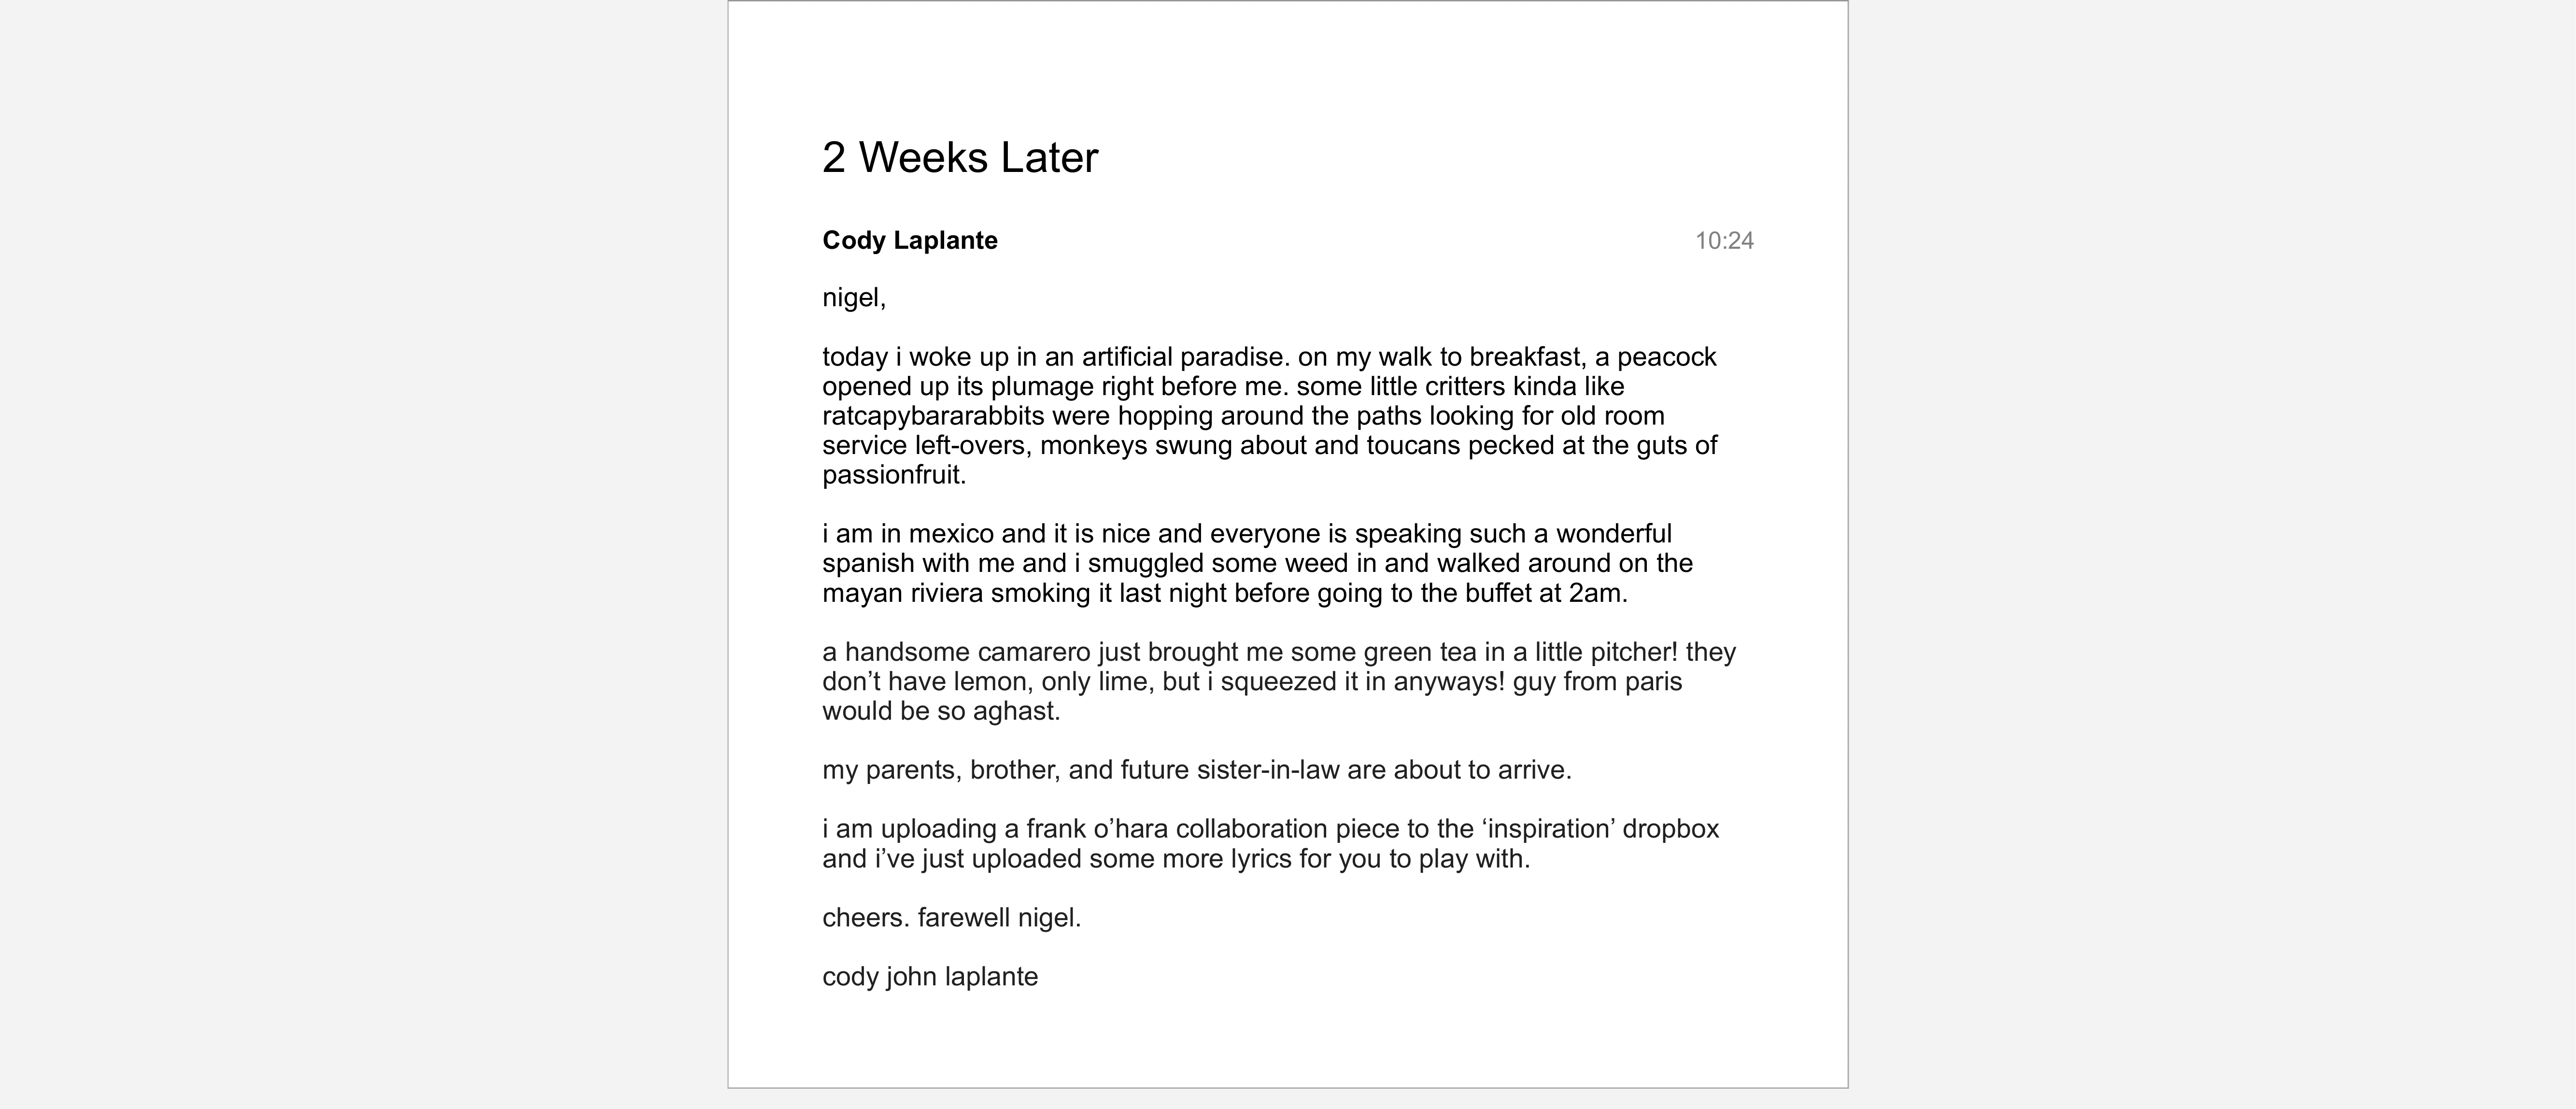 2 Weeks Later
Cody Laplante 10:24
nigel,
today i woke up in an artificial paradise. on my walk to breakfast, a peacock
opened up its plumage right before me. some little critters kinda like
ratcapybararabbits were hopping around the paths looking for old room
service left-overs, monkeys swung about and toucans pecked at the guts of
passionfruit.
i am in mexico and it is nice and everyone is speaking such a wonderful
spanish with me and i smuggled some weed in and walked around on the
mayan riviera smoking it last night before going to the buffet at 2am.
a handsome camarero just brought me some green tea in a little pitcher! they
don’t have lemon, only lime, but i squeezed it in anyways! guy from paris
would be so aghast.
my parents, brother, and future sister-in-law are about to arrive.
i am uploading a frank o’hara collaboration piece to the ‘inspiration’ dropbox
and i’ve just uploaded some more lyrics for you to play with.
cheers. farewell nigel.
cody john laplante